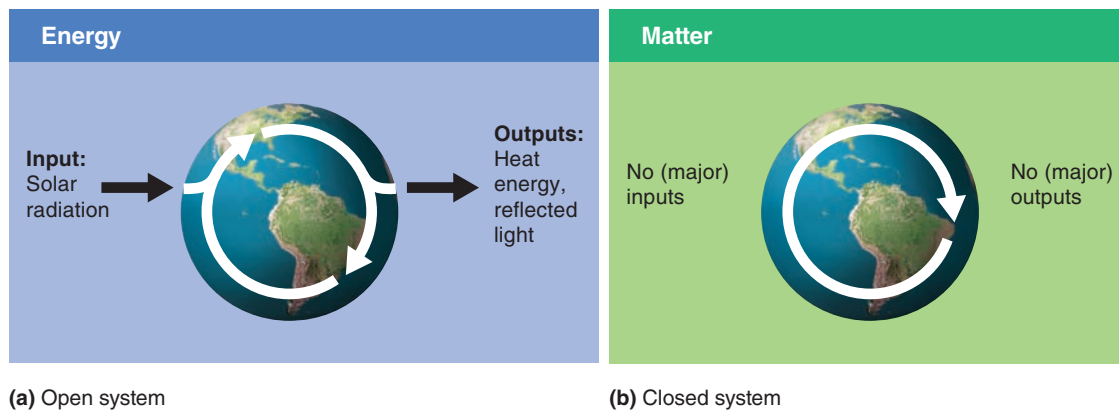 Energy
Input:
Solar
radiation
Outputs:
Heat
energy,
reflected
light
(a) Open system
Matter
No (major)
inputs
No (major)
outputs
(b) Closed system